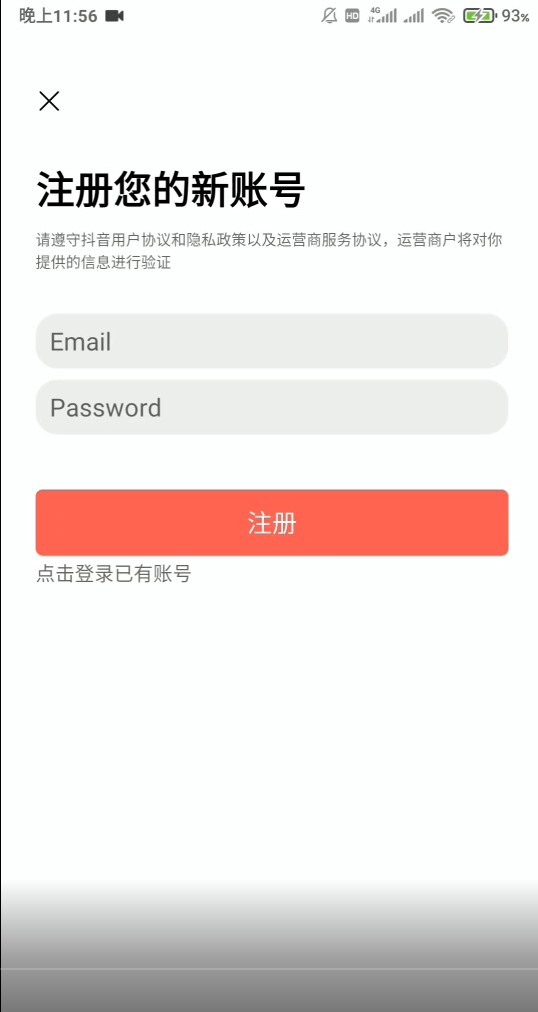 晚上11:56 HD 4G 93%
注册您的新账号
请遵守抖音用户协议和隐私政策以及运营商服务协议，运营商户将对你
提供的信息进行验证
Email
Password
注册
点击登录已有账号